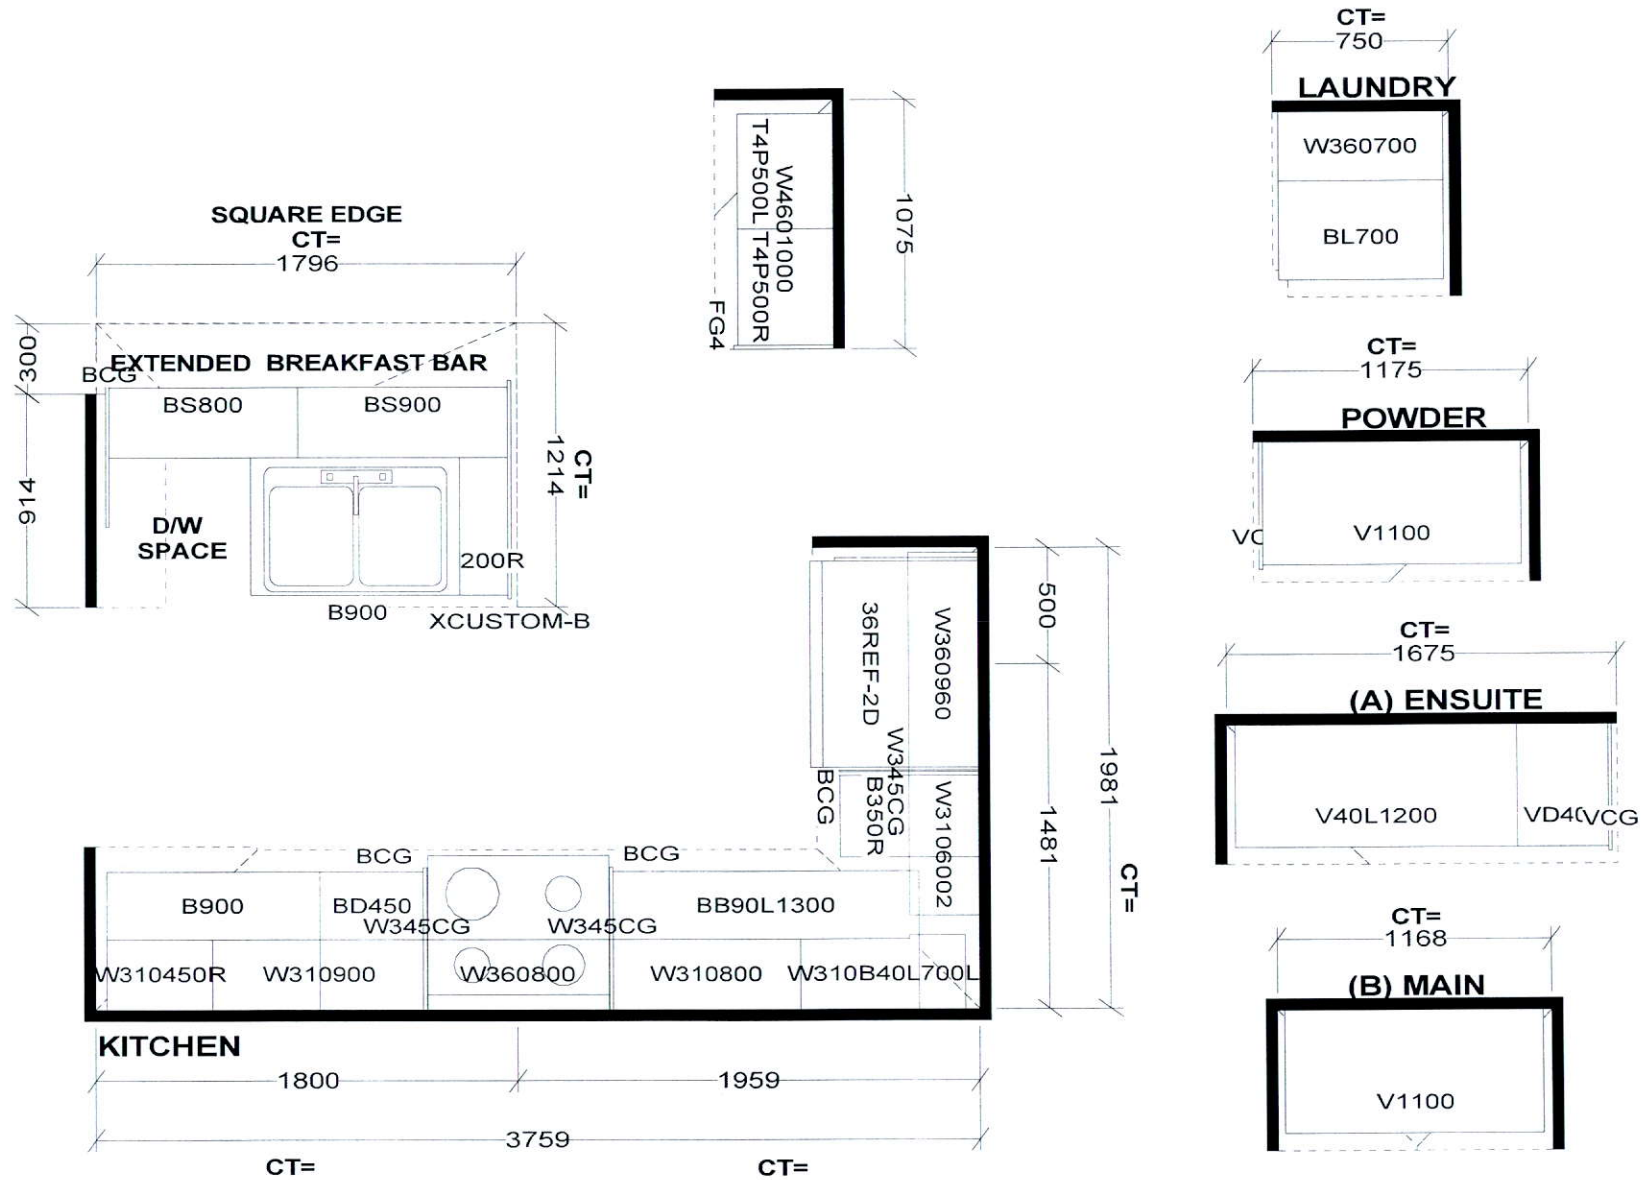 SQUARE EDGE
CT=
1796
300
EXTENDED BREAKFAST BAR
BCG
BS800
BS900
914
CT=
1214
D/W
SPACE
200R
B900
XCUSTOM-B
T4P500L T4P500R
W4601000
FG4
1075
36REF-2D
W360960
500
1981
CT=
1481
BCG
W345CG
B350R
W3106002
BCG
BCG
B900
BD450
W345CG
W345CG
BB90L1300
W310450R
W310900
W360800
W310800
W310B40L700L
KITCHEN
1800
1959
3759
CT=
CT=
CT=
750
LAUNDRY
W360700
BL700
CT=
1175
POWDER
V1100
CT=
1675
(A) ENSUITE
V40L1200
VCG
CT=
1168
(B) MAIN
V1100